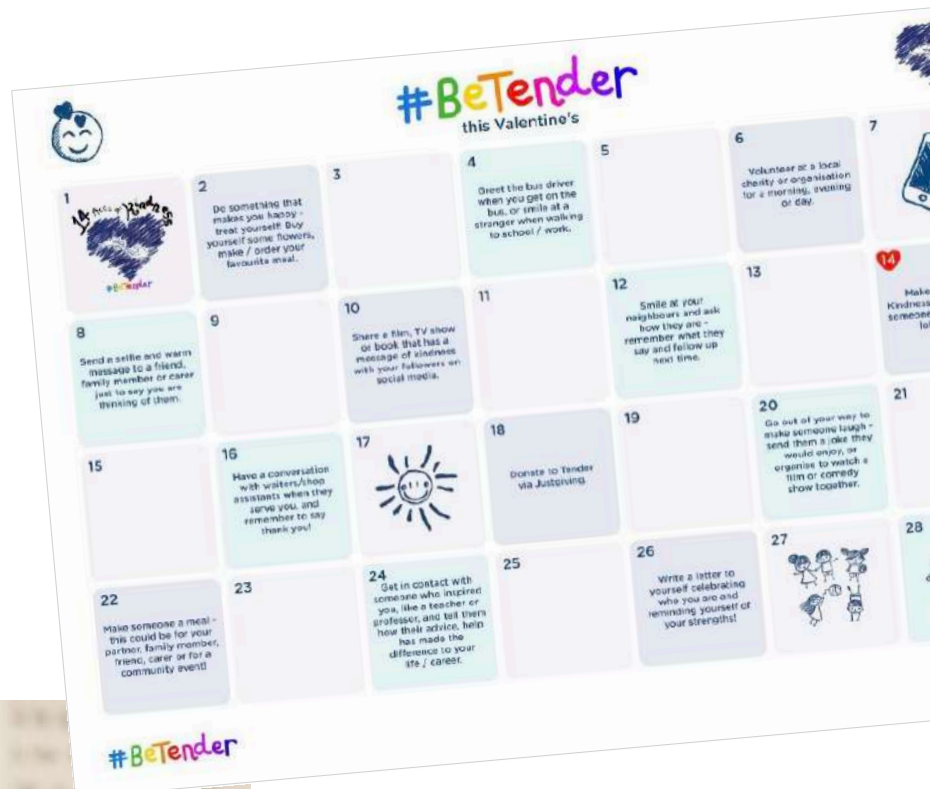 #BeTender
this Valentine's
1
14 Acts of Kindness
#BeTender
2
Do something that
makes you happy -
treat yourself! Buy
yourself some flowers,
make / order your
favourite meal.
3
4
Greet the bus driver
when you get on the
bus, or smile at a
stranger when walking
to school / work.
5
6
Volunteer at a local
charity or organisation
for a morning, evening
or day.
7
8
Send a selfie and warm
message to a friend,
family member or carer
just to say you are
thinking of them.
9
10
Share a film, TV show
or book that has a
message of kindness
with your followers on
social media.
11
12
Smile at your
neighbours and ask
how they are -
remember what they
say and follow up
next time.
13
14
Make
Kindness
someone
15
16
Have a conversation
with waiters/shop
assistants when they
serve you, and
remember to say
thank you!
17
18
Donate to Tender
via Justgiving
19
20
Go out of your way to
make someone laugh -
send them a joke they
would enjoy, or
organise to watch a
film or comedy
show together.
21
22
Make someone a meal -
this could be for your
partner, family member,
friend, carer or for a
community event!
23
24
Get in contact with
someone who inspired
you, like a teacher or
professor, and tell them
how their advice, help
has made the
difference to your
life / career.
25
26
Write a letter to
yourself celebrating
who you are and
reminding yourself of
your strengths!
27
28
#BeTender